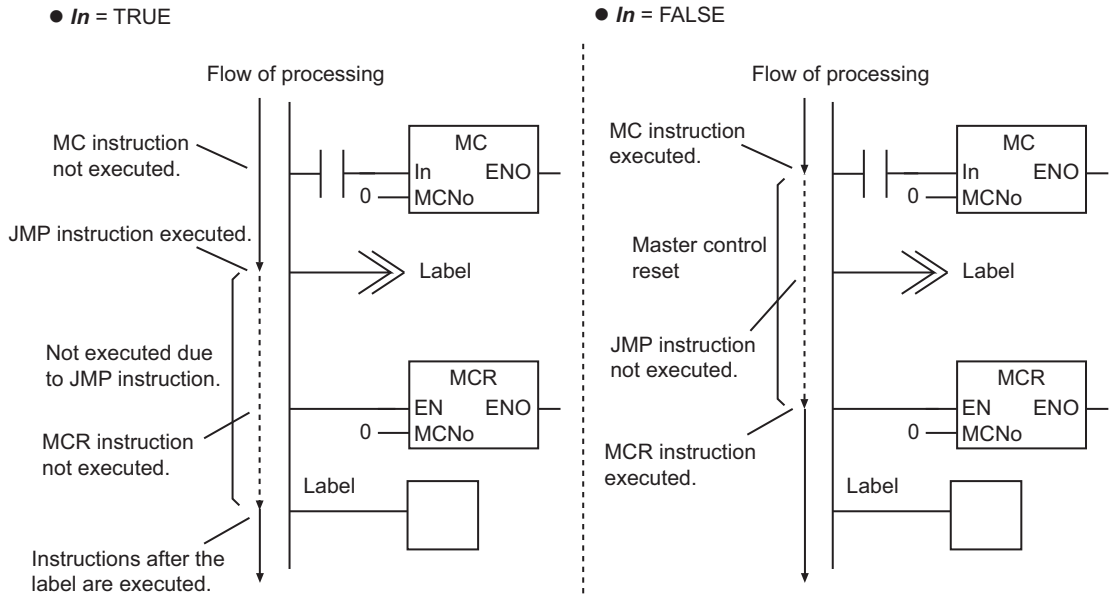 ● In = TRUE
Flow of processing
MC instruction
not executed.
MC
In ENO
0 MCNo
JMP instruction executed.
Label
Not executed due
to JMP instruction.
MCR
EN ENO
0 MCNo
MCR instruction
not executed.
Label
Instructions after the
label are executed.
● In = FALSE
Flow of processing
MC instruction
executed.
MC
In ENO
0 MCNo
Master control
reset
Label
JMP instruction
not executed.
MCR
EN ENO
0 MCNo
MCR instruction
executed.
Label